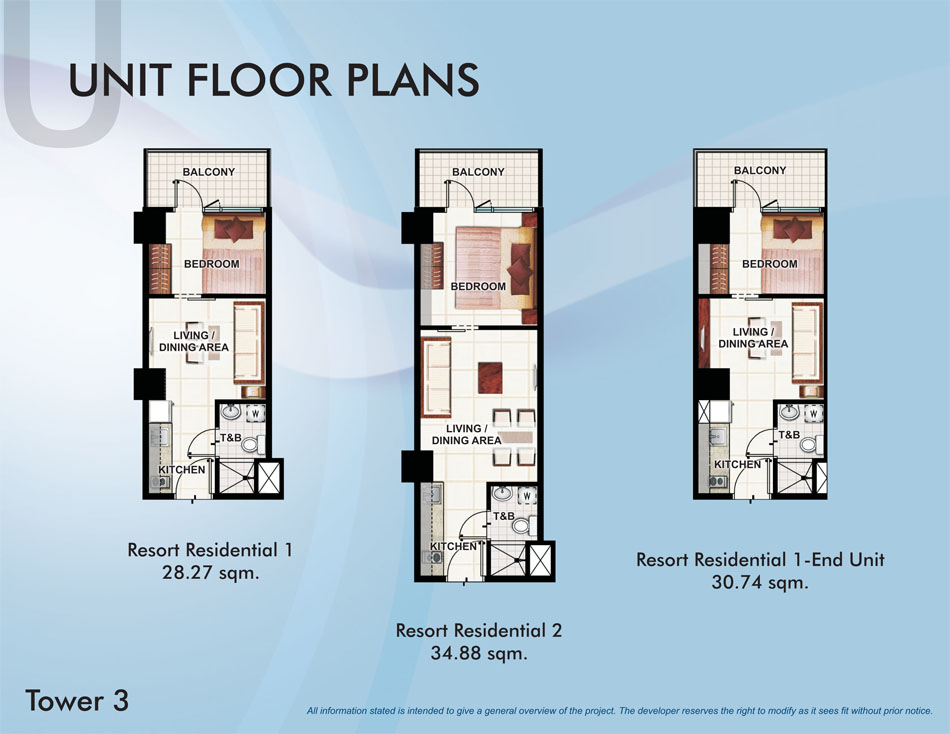 U
UNIT FLOOR PLANS
BALCONY
BEDROOM
LIVING /
DINING AREA
W
T&B
KITCHEN
Resort Residential 1
28.27 sqm.
BALCONY
BEDROOM
LIVING /
DINING AREA
W
T&B
KITCHEN
Resort Residential 2
34.88 sqm.
BALCONY
BEDROOM
LIVING /
DINING AREA
W
T&B
KITCHEN
Resort Residential 1-End Unit
30.74 sqm.
Tower 3
All information stated is intended to give a general overview of the project. The developer reserves the right to modify as it sees fit without prior notice.